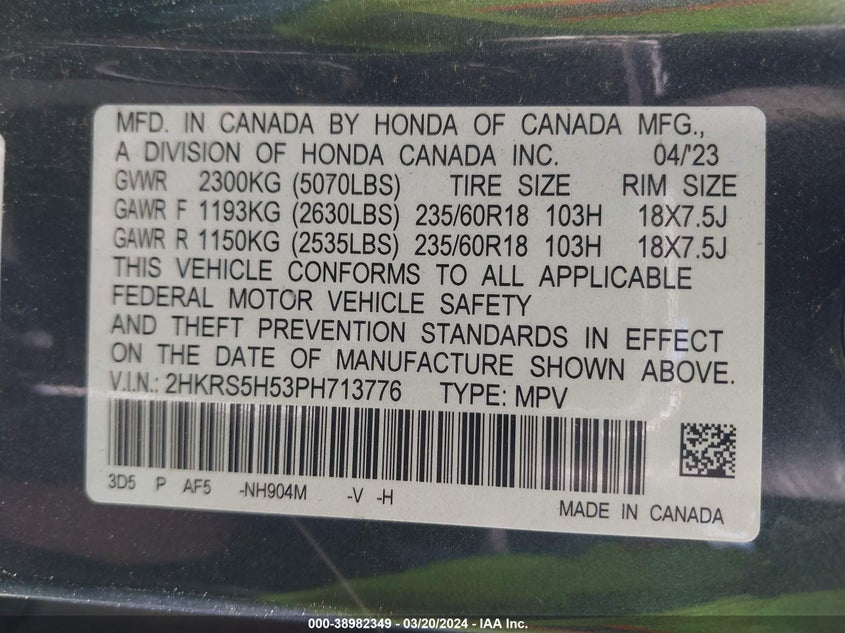 MFD. IN CANADA BY HONDA OF CANADA MFG.,
A DIVISION OF HONDA CANADA INC. 04/'23
GVWR 2300KG (5070LBS) TIRE SIZE RIM SIZE
GAWR F 1193KG (2630LBS) 235/60R18 103H 18X7.5J
GAWR R 1150KG (2535LBS) 235/60R18 103H 18X7.5J
THIS VEHICLE CONFORMS TO ALL APPLICABLE
FEDERAL MOTOR VEHICLE SAFETY
AND THEFT PREVENTION STANDARDS IN EFFECT
ON THE DATE OF MANUFACTURE SHOWN ABOVE.
V.I.N.: 2HKRS5H53PH713776 TYPE: MPV
3D5 P AF5 -NH904M -V -H
MADE IN CANADA
000-38982349 - 03/20/2024 - IAA Inc.